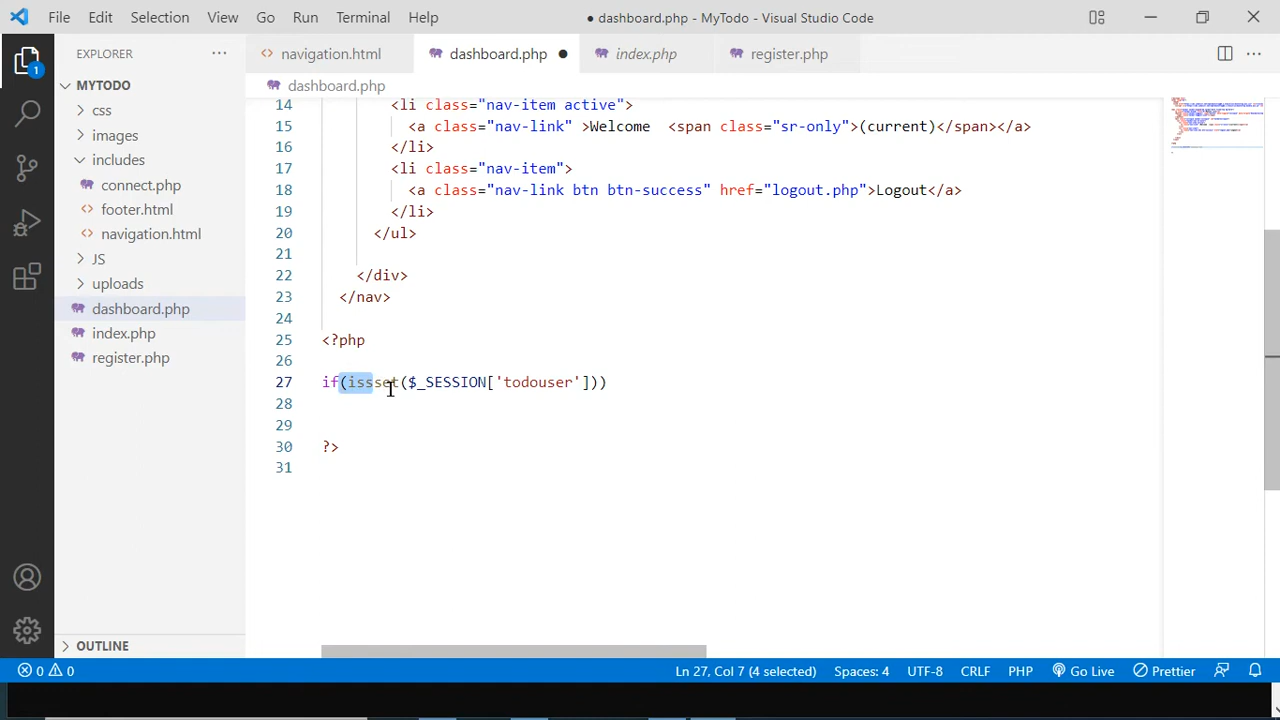 File Edit Selection View Go Run Terminal Help
● dashboard.php - MyTodo - Visual Studio Code
EXPLORER
navigation.html
dashboard.php
index.php
register.php
MYTODO
css
images
includes
connect.php
footer.html
navigation.html
JS
uploads
dashboard.php
index.php
register.php
OUTLINE
dashboard.php
14 <li class="nav-item active">
15 <a class="nav-link" >Welcome <span class="sr-only">(current)</span></a>
16 </li>
17 <li class="nav-item">
18 <a class="nav-link btn btn-success" href="logout.php">Logout</a>
19 </li>
20 </ul>
21
22 </div>
23 </nav>
24
25 <?php
26
27 if(issset($_SESSION['todouser']))
28
29
30 ?>
31
1
0 0 Ln 27, Col 7 (4 selected) Spaces: 4 UTF-8 CRLF PHP Go Live Prettier